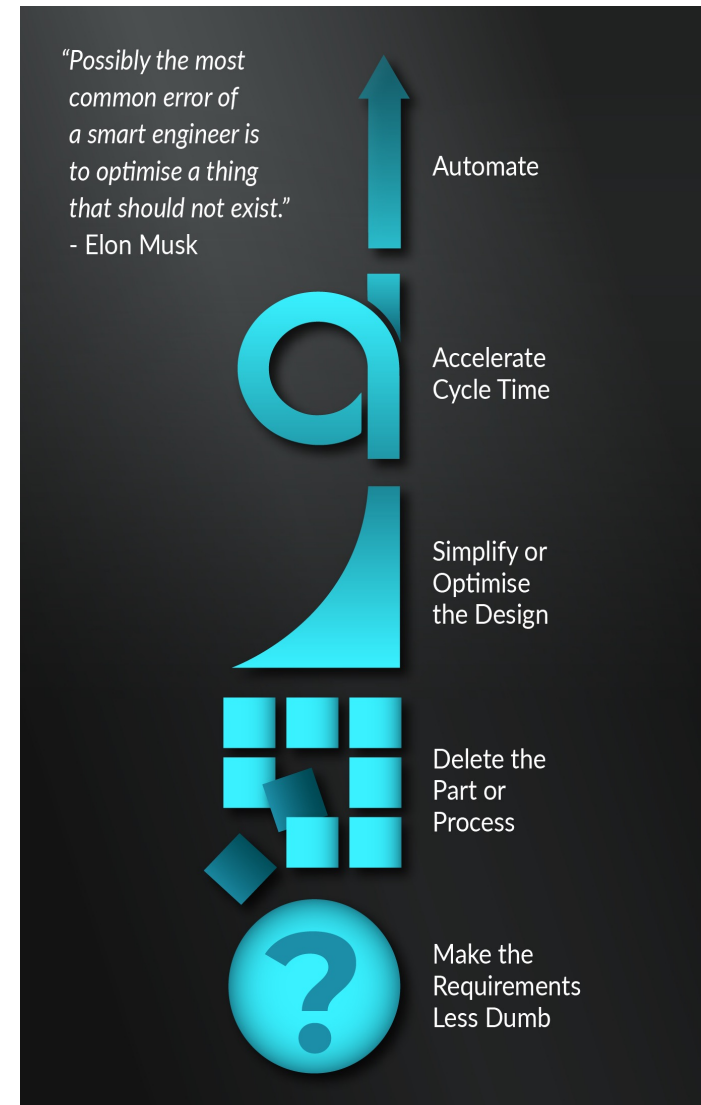 “Possibly the most
common error of
a smart engineer is
to optimise a thing
that should not exist.”
- Elon Musk
Automate
Accelerate
Cycle Time
Simplify or
Optimise
the Design
Delete the
Part or
Process
?
Make the
Requirements
Less Dumb